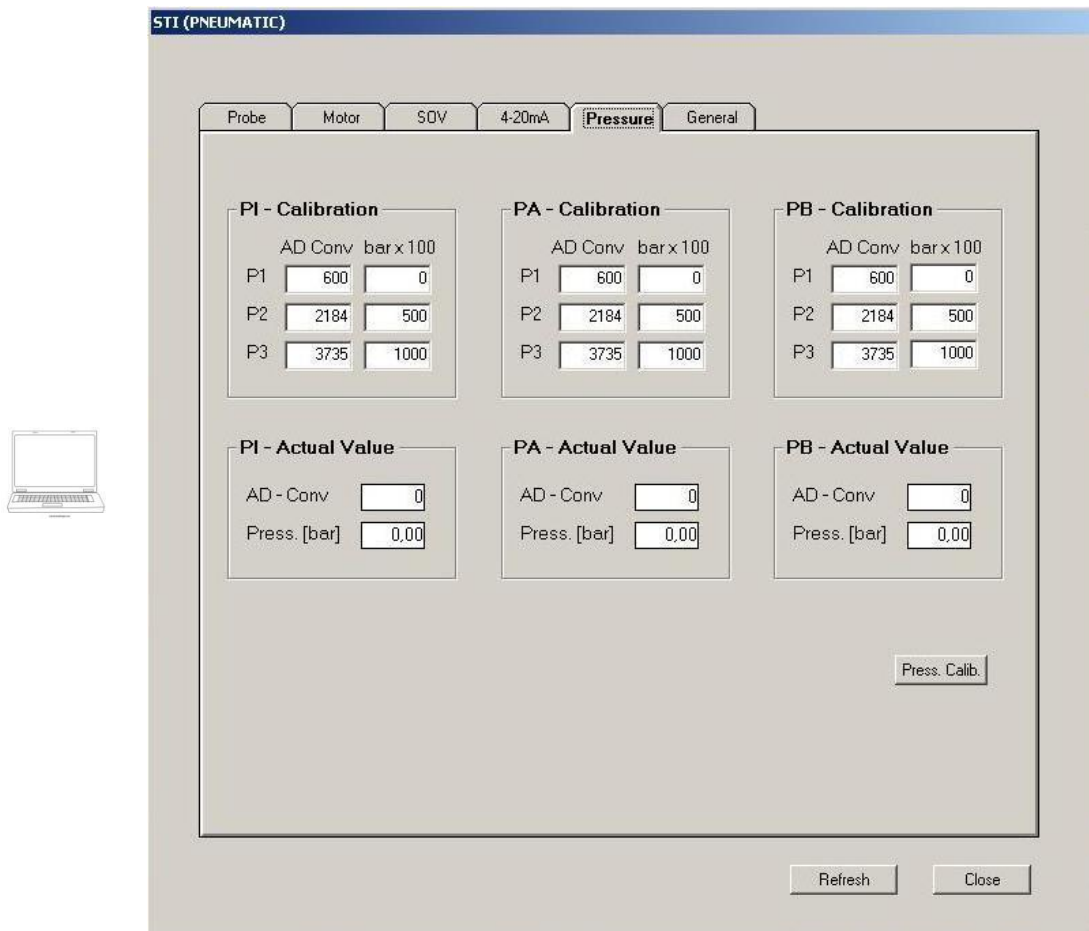 STI (PNEUMATIC)
Probe Motor SOV 4-20mA Pressure General
PI - Calibration PA - Calibration PB - Calibration
AD Conv bar x 100 AD Conv bar x 100 AD Conv bar x 100
P1 600 0 P1 600 0 P1 600 0
P2 2184 500 P2 2184 500 P2 2184 500
P3 3735 1000 P3 3735 1000 P3 3735 1000
PI - Actual Value PA - Actual Value PB - Actual Value
AD - Conv 0 AD - Conv 0 AD - Conv 0
Press. [bar] 0,00 Press. [bar] 0,00 Press. [bar] 0,00
Press. Calib.
Refresh Close